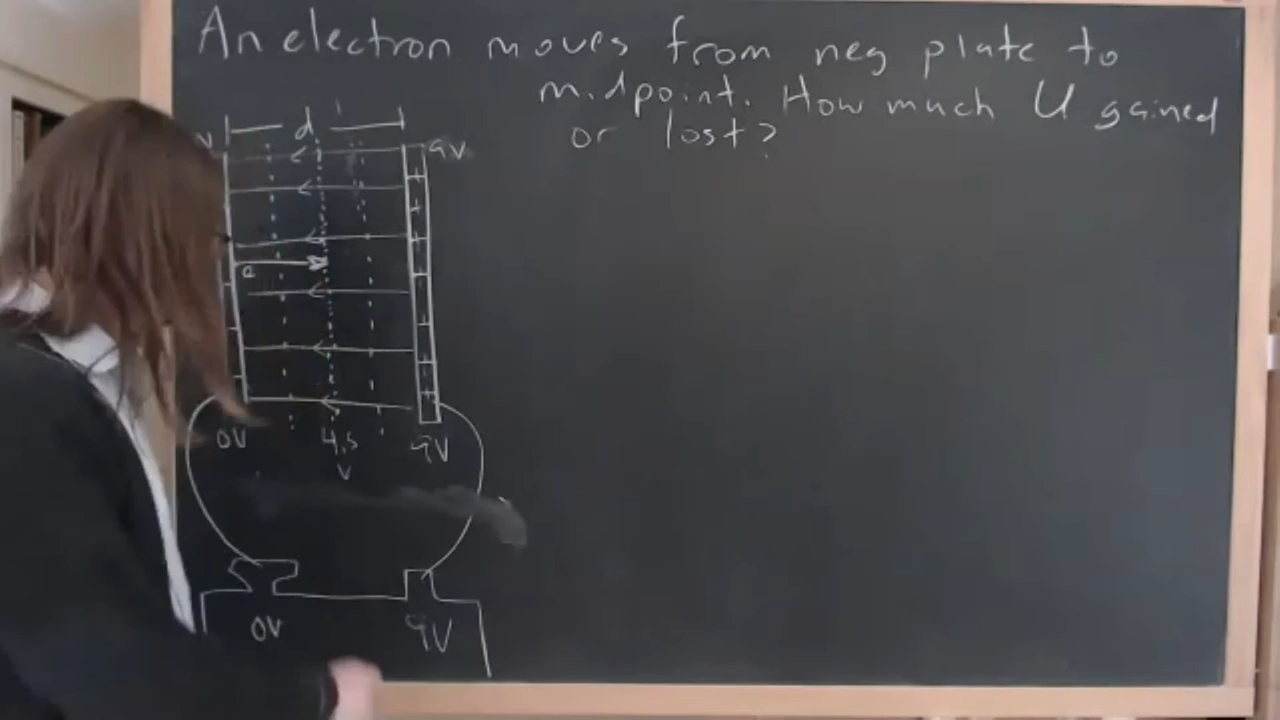 An electron moves from neg plate to
midpoint. How much U gained
or lost?
d
V 9V
e
0V 4.5 9V
V
0V 9V